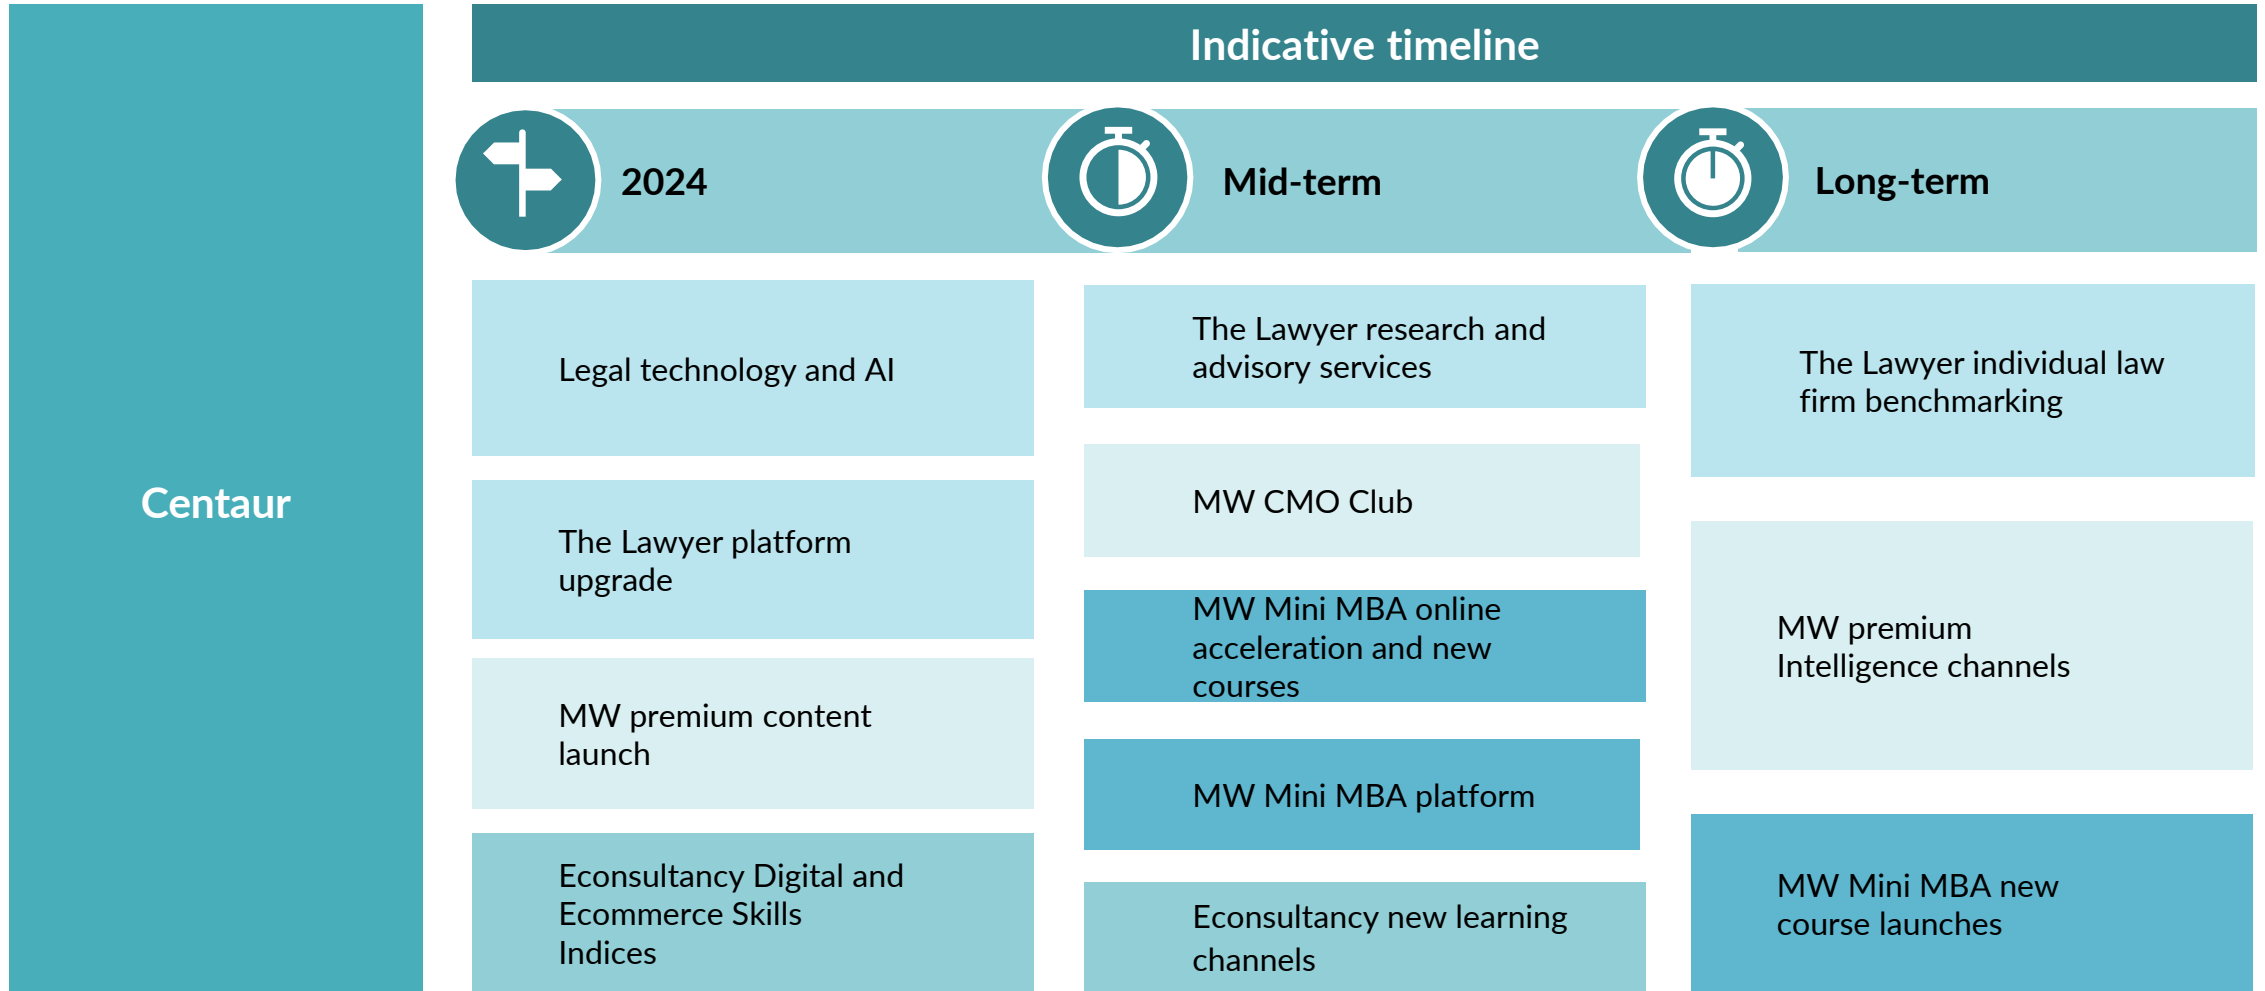 Centaur
Indicative timeline
2024
Mid-term
Long-term
Legal technology and AI
The Lawyer platform
upgrade
MW premium content
launch
Econsultancy Digital and
Ecommerce Skills
Indices
The Lawyer research and
advisory services
MW CMO Club
MW Mini MBA online
acceleration and new
courses
MW Mini MBA platform
Econsultancy new learning
channels
The Lawyer individual law
firm benchmarking
MW premium
Intelligence channels
MW Mini MBA new
course launches